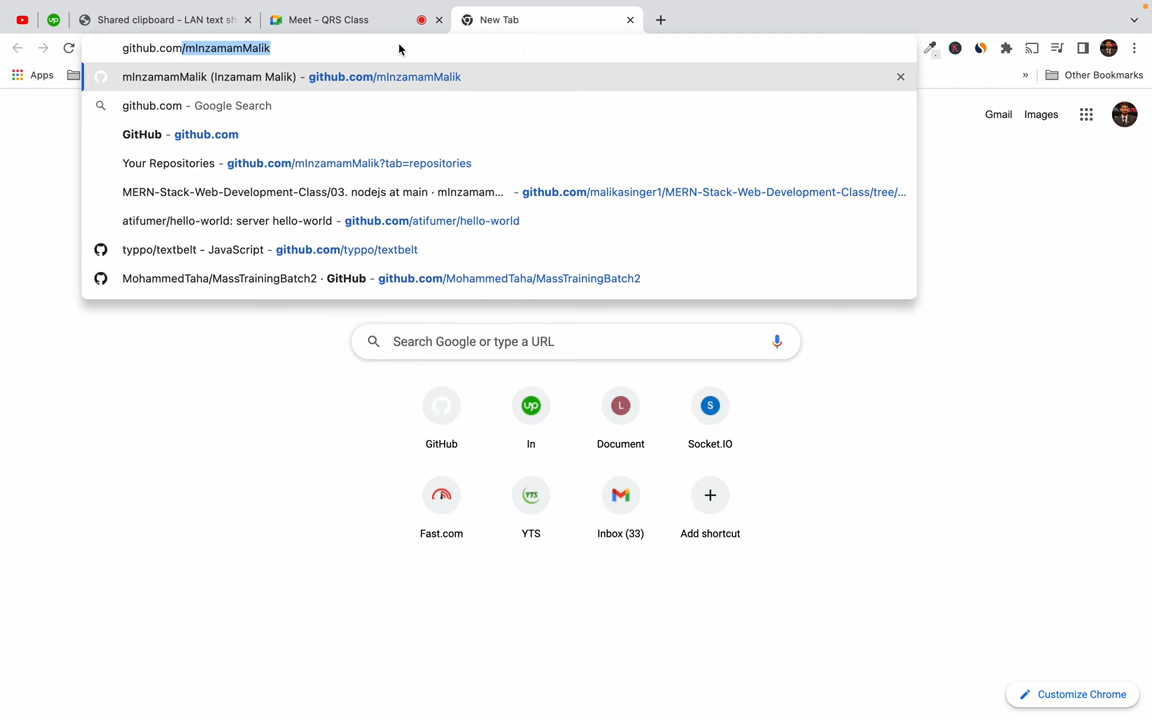 Shared clipboard - LAN text sh
Meet - QRS Class
New Tab
github.com/mInzamamMalik
Apps
» Other Bookmarks
mInzamamMalik (Inzamam Malik) - github.com/mInzamamMalik
github.com - Google Search
GitHub - github.com
Your Repositories - github.com/mInzamamMalik?tab=repositories
MERN-Stack-Web-Development-Class/03. nodejs at main · mInzamam... - github.com/malikasinger1/MERN-Stack-Web-Development-Class/tree/...
atifumer/hello-world: server hello-world - github.com/atifumer/hello-world
typpo/textbelt - JavaScript - github.com/typpo/textbelt
MohammedTaha/MassTrainingBatch2 · GitHub - github.com/MohammedTaha/MassTrainingBatch2
Gmail Images
Search Google or type a URL
up L S
GitHub In Document Socket.IO
YTS
Fast.com YTS Inbox (33) Add shortcut
Customize Chrome